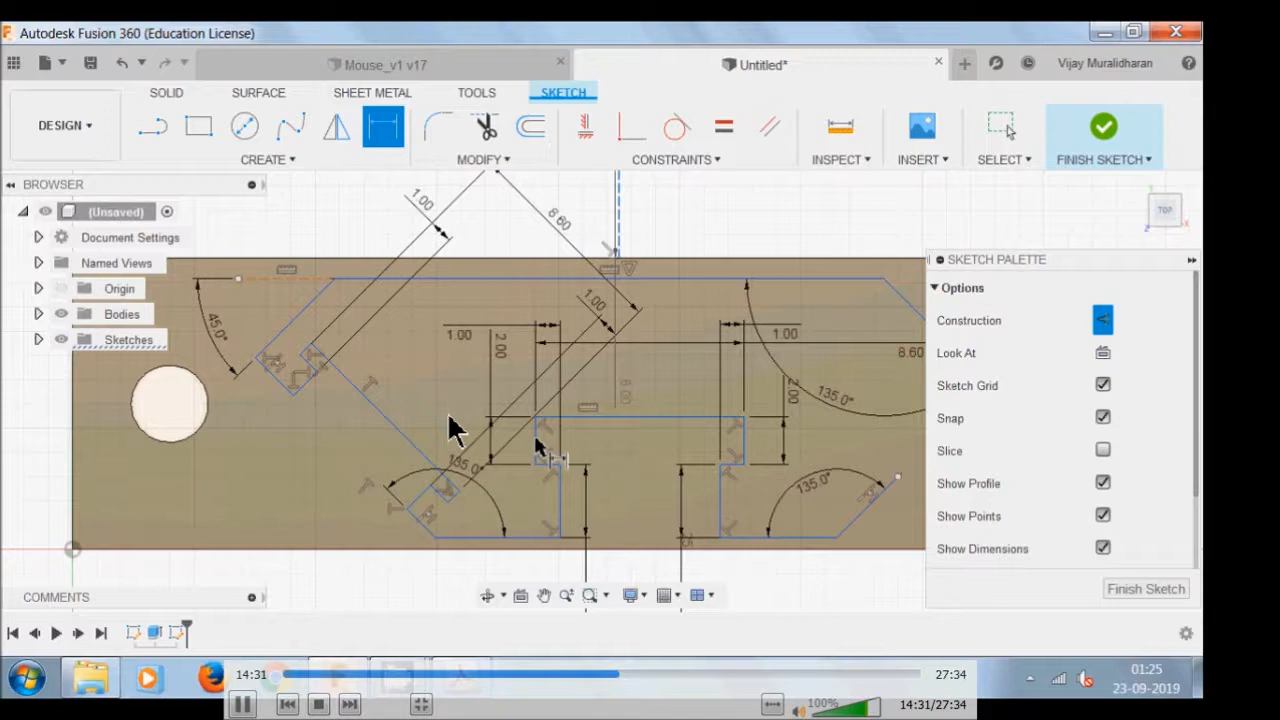 Autodesk Fusion 360 (Education License)
Mouse_v1 v17
Untitled*
Vijay Muralidharan
DESIGN
SOLID
SURFACE
SHEET METAL
TOOLS
SKETCH
CREATE
MODIFY
CONSTRAINTS
INSPECT
INSERT
SELECT
FINISH SKETCH
BROWSER
(Unsaved)
Document Settings
Named Views
Origin
Bodies
Sketches
TOP
1.00
8.60
45.0°
1.00
1.00
2.00
1.00
8.60
6.00
2.00
135.0°
135.0°
135.0°
SKETCH PALETTE
Options
Construction
Look At
Sketch Grid
Snap
Slice
Show Profile
Show Points
Show Dimensions
Finish Sketch
COMMENTS
14:31
27:34
100%
14:31/27:34
01:25
23-09-2019